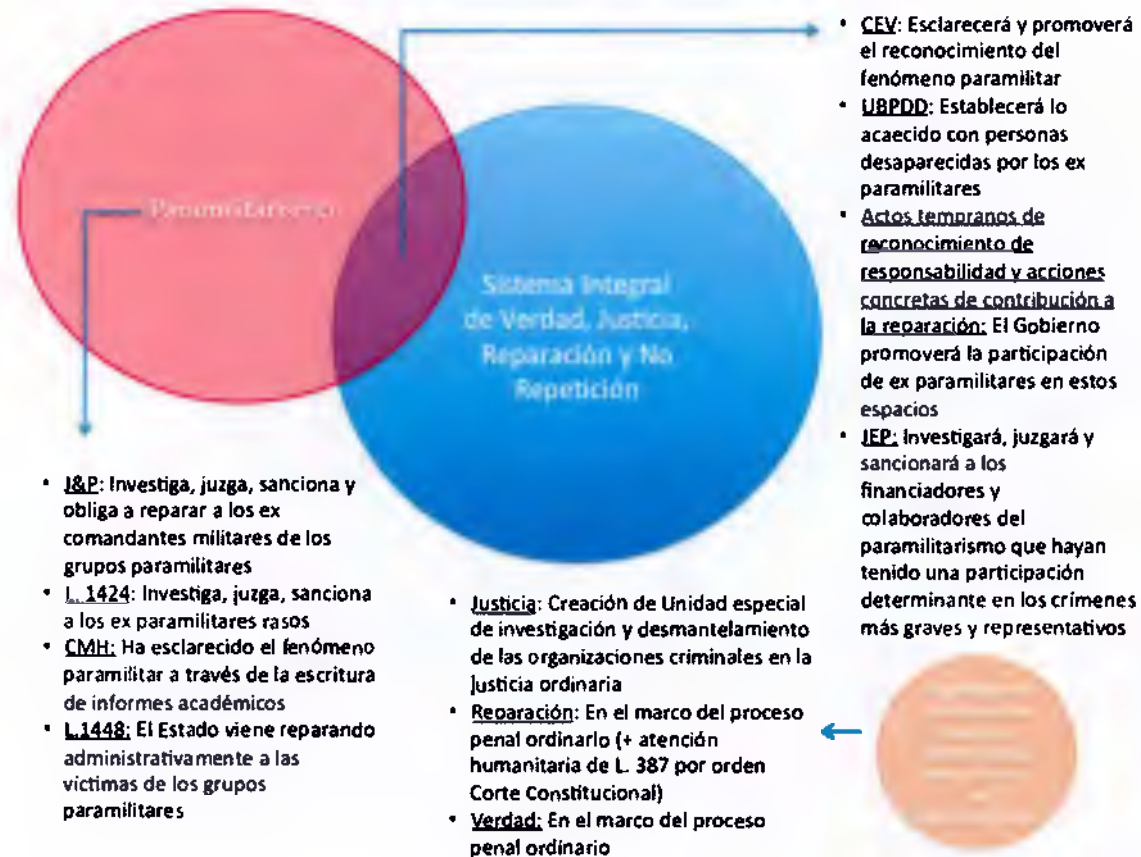 Paramilitarismo
Sistema Integral
de Verdad, Justicia,
Reparación y No
Repetición
• CEV: Esclarecerá y promoverá
el reconocimiento del
fenómeno paramilitar
• UBPDD: Establecerá lo
acaecido con personas
desaparecidas por los ex
paramilitares
• Actos tempranos de
reconocimiento de
responsabilidad y acciones
concretas de contribución a
la reparación: El Gobierno
promoverá la participación
de ex paramilitares en estos
espacios
• JEP: Investigará, juzgará y
sancionará a los
financiadores y
colaboradores del
paramilitarismo que hayan
tenido una participación
determinante en los crímenes
más graves y representativos
• J&P: Investiga, juzga, sanciona y
obliga a reparar a los ex
comandantes militares de los
grupos paramilitares
• L. 1424: Investiga, juzga, sanciona
a los ex paramilitares rasos
• CMH: Ha esclarecido el fenómeno
paramilitar a través de la escritura
de informes académicos
• L.1448: El Estado viene reparando
administrativamente a las
víctimas de los grupos
paramilitares
• Justicia: Creación de Unidad especial
de investigación y desmantelamiento
de las organizaciones criminales en la
Justicia ordinaria
• Reparación: En el marco del proceso
penal ordinario (+ atención
humanitaria de L. 387 por orden
Corte Constitucional)
• Verdad: En el marco del proceso
penal ordinario